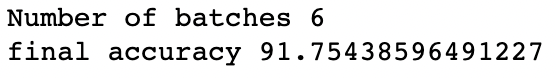 Number of batches 6
final accuracy 91.75438596491227